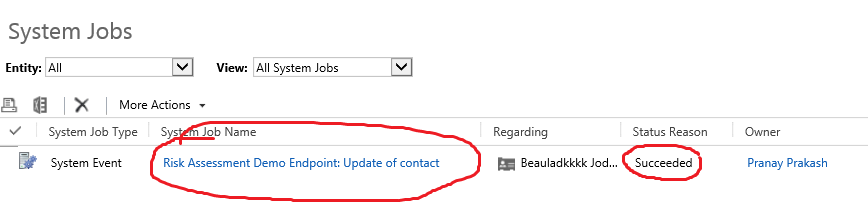 System Jobs
Entity: All View: All System Jobs
More Actions
System Job Type System Job Name Regarding Status Reason Owner
System Event Risk Assessment Demo Endpoint: Update of contact Beauladkkkk Jod... Succeeded Pranay Prakash